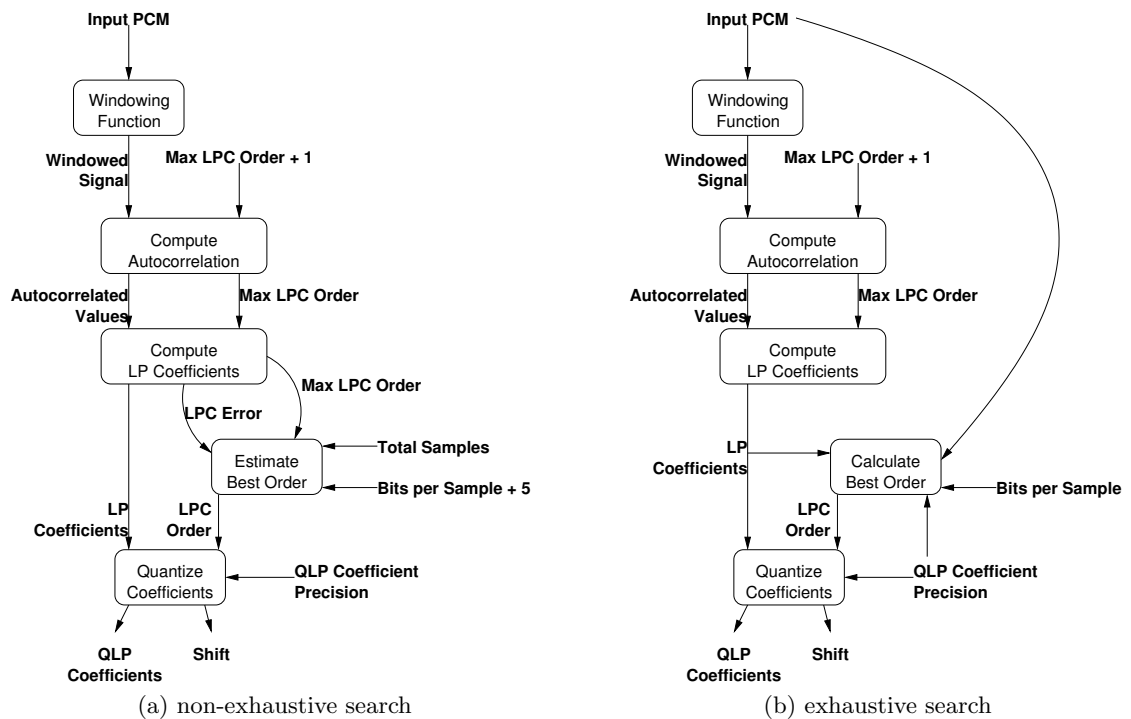 Input PCM
Windowing
Function
Windowed
Signal
Max LPC Order + 1
Compute
Autocorrelation
Autocorrelated
Values
Max LPC Order
Compute
LP Coefficients
Max LPC Order
LPC Error
Total Samples
Estimate
Best Order
Bits per Sample + 5
LP
Coefficients
LPC
Order
Quantize
Coefficients
QLP Coefficient
Precision
QLP
Coefficients
Shift
(a) non-exhaustive search
Input PCM
Windowing
Function
Windowed
Signal
Max LPC Order + 1
Compute
Autocorrelation
Autocorrelated
Values
Max LPC Order
Compute
LP Coefficients
LP
Coefficients
Calculate
Best Order
Bits per Sample
LPC
Order
Quantize
Coefficients
QLP Coefficient
Precision
QLP
Coefficients
Shift
(b) exhaustive search